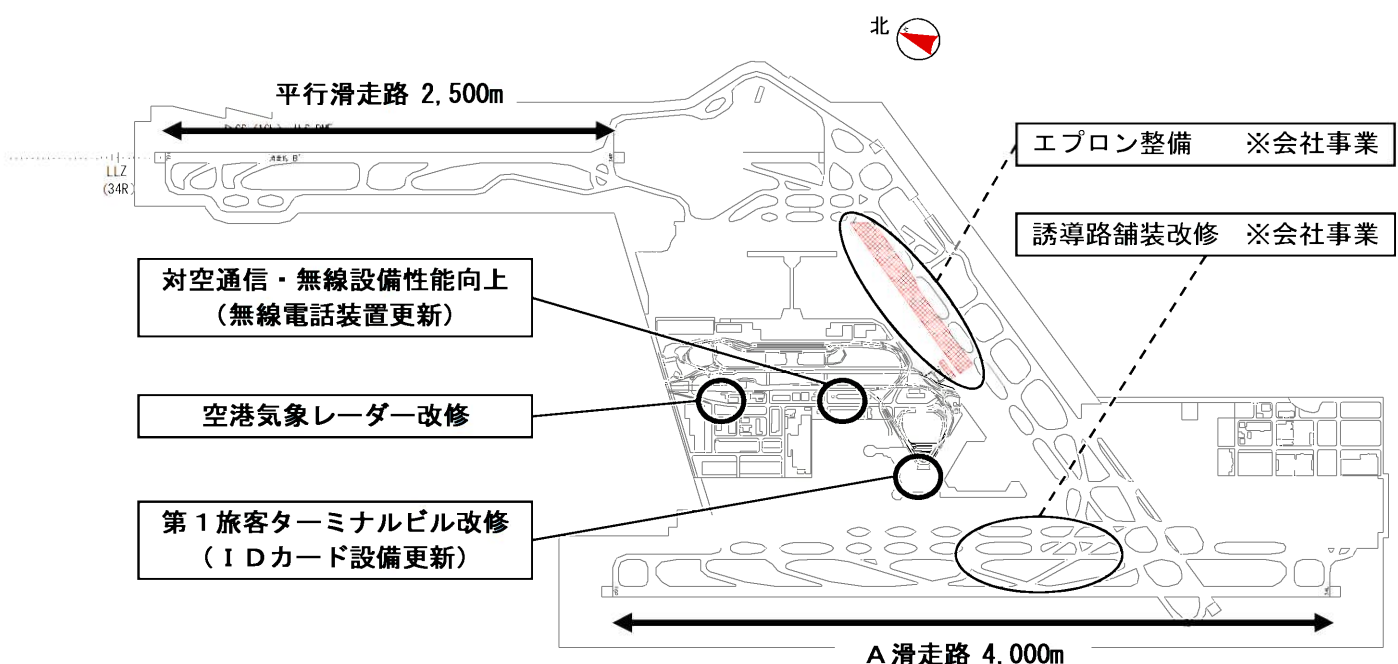 北
平行滑走路 2,500m
滑走路 B'
LLZ
(34R)
エプロン整備　※会社事業
誘導路舗装改修　※会社事業
対空通信・無線設備性能向上
（無線電話装置更新）
空港気象レーダー改修
第１旅客ターミナルビル改修
（ＩＤカード設備更新）
Ａ滑走路 4,000m